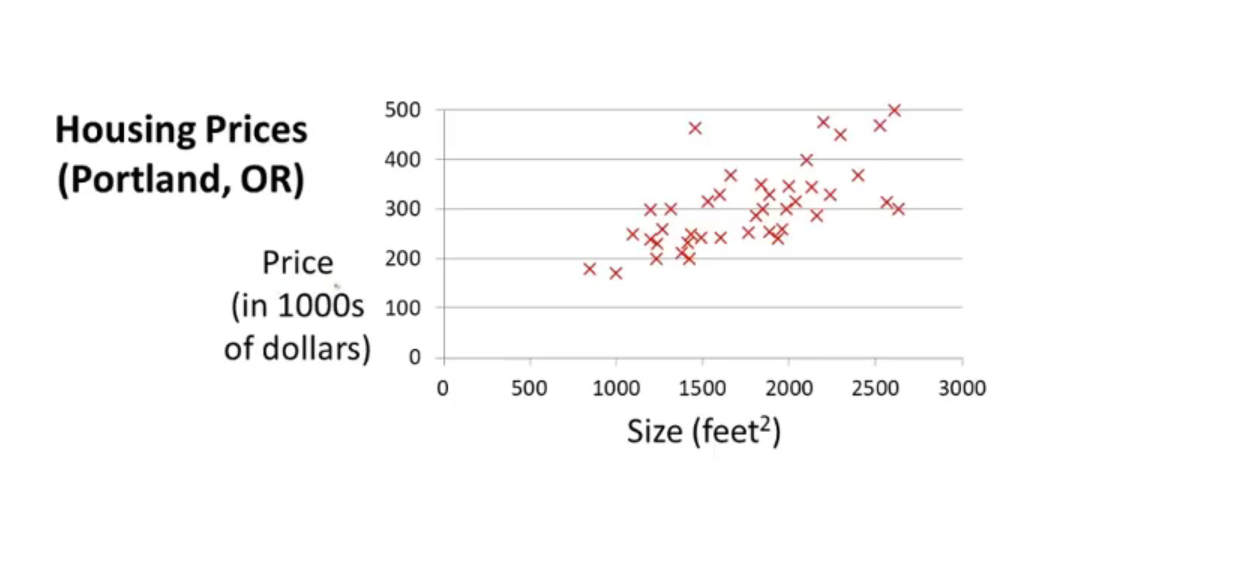 Housing Prices
(Portland, OR)
Price
(in 1000s
of dollars)
500
400
300
200
100
0
0 500 1000 1500 2000 2500 3000
Size (feet²)